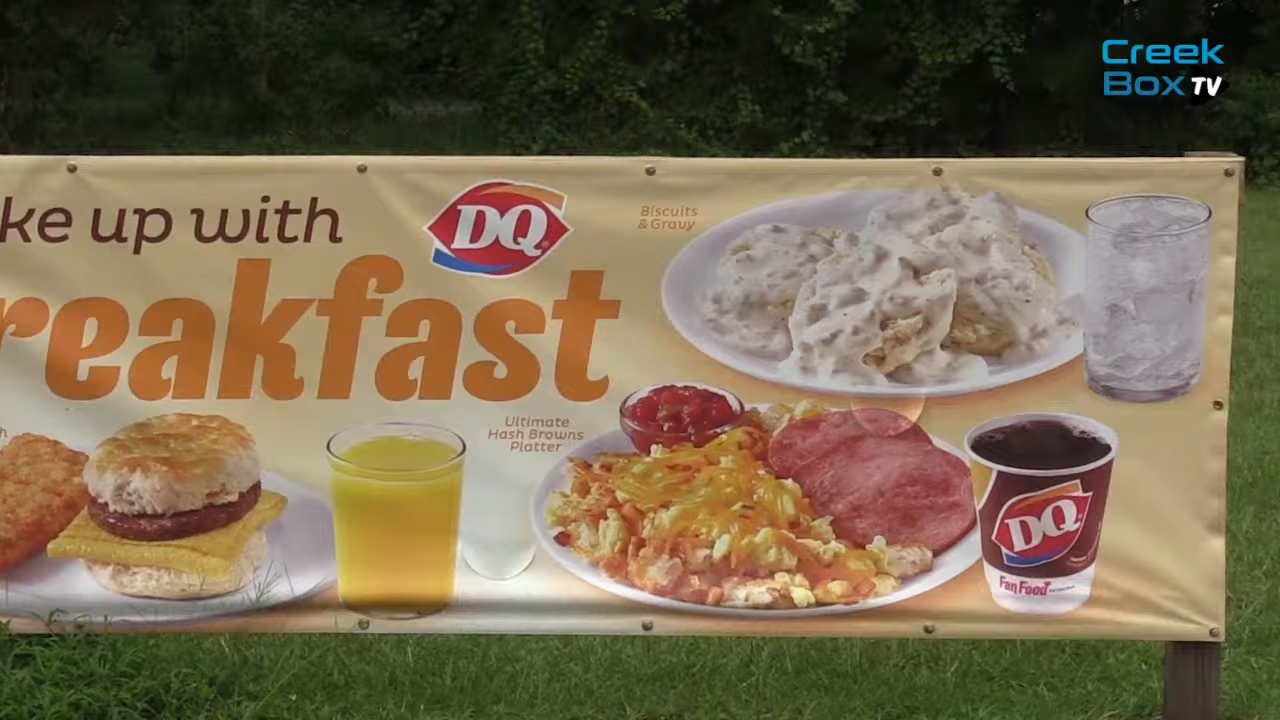 Creek
Box TV
ke up with
DQ
reakfast
Biscuits
& Gravy
Ultimate
Hash Browns
Platter
h
DQ
Fan Food